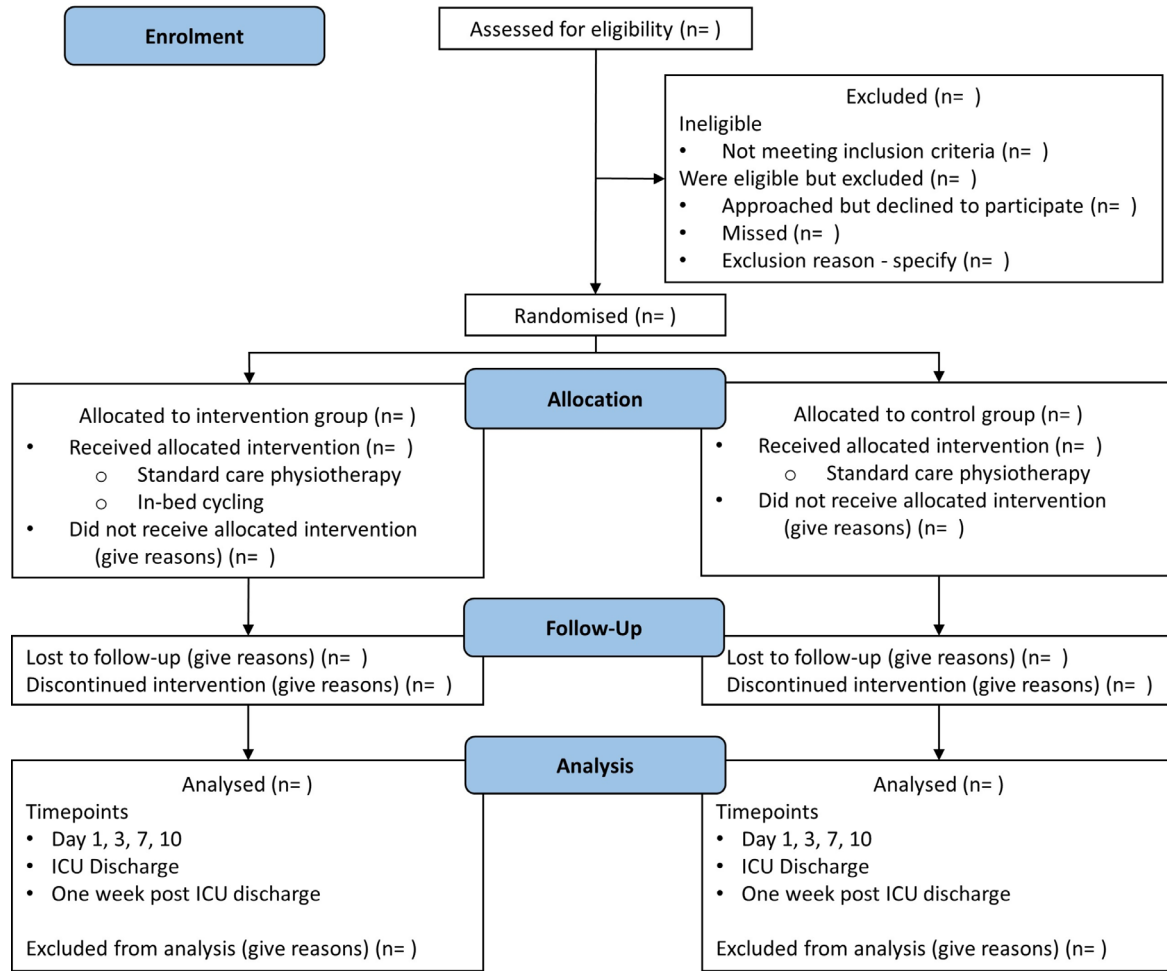 Enrolment
Assessed for eligibility (n= )
Excluded (n=  )
Ineligible
• Not meeting inclusion criteria (n=  )
Were eligible but excluded (n=  )
• Approached but declined to participate (n=  )
• Missed (n=  )
• Exclusion reason - specify (n=  )
Randomised (n= )
Allocation
Allocated to intervention group (n= )
• Received allocated intervention (n=  )
o Standard care physiotherapy
o In-bed cycling
• Did not receive allocated intervention
(give reasons) (n=  )
Allocated to control group (n= )
• Received allocated intervention (n=  )
o Standard care physiotherapy
• Did not receive allocated intervention
(give reasons) (n=  )
Follow-Up
Lost to follow-up (give reasons) (n=  )
Discontinued intervention (give reasons) (n=  )
Lost to follow-up (give reasons) (n=  )
Discontinued intervention (give reasons) (n=  )
Analysis
Analysed (n= )
Timepoints
• Day 1, 3, 7, 10
• ICU Discharge
• One week post ICU discharge
Excluded from analysis (give reasons) (n=  )
Analysed (n= )
Timepoints
• Day 1, 3, 7, 10
• ICU Discharge
• One week post ICU discharge
Excluded from analysis (give reasons) (n=  )